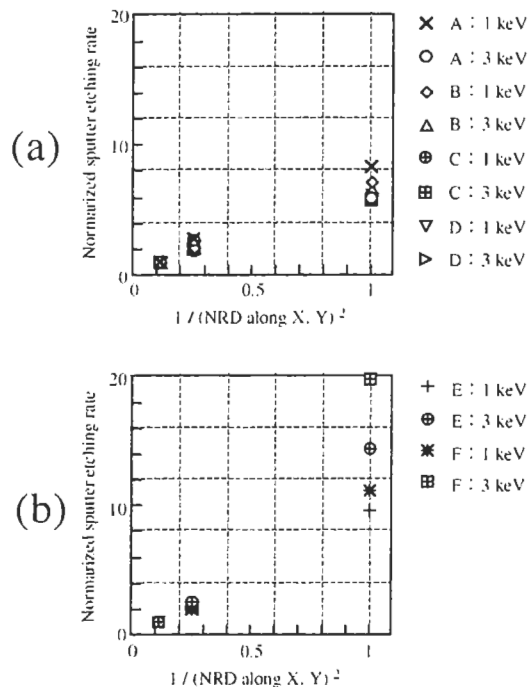 (a)
Normarized sputter etching rate
20
10
0
0
0.5
1
1 / (NRD along X, Y) 2
A : 1 keV
A : 3 keV
B : 1 keV
B : 3 keV
C : 1 keV
C : 3 keV
D : 1 keV
D : 3 keV
(b)
Normarized sputter etching rate
20
10
0
0
0.5
1
1 / (NRD along X, Y) 2
E : 1 keV
E : 3 keV
F : 1 keV
F : 3 keV